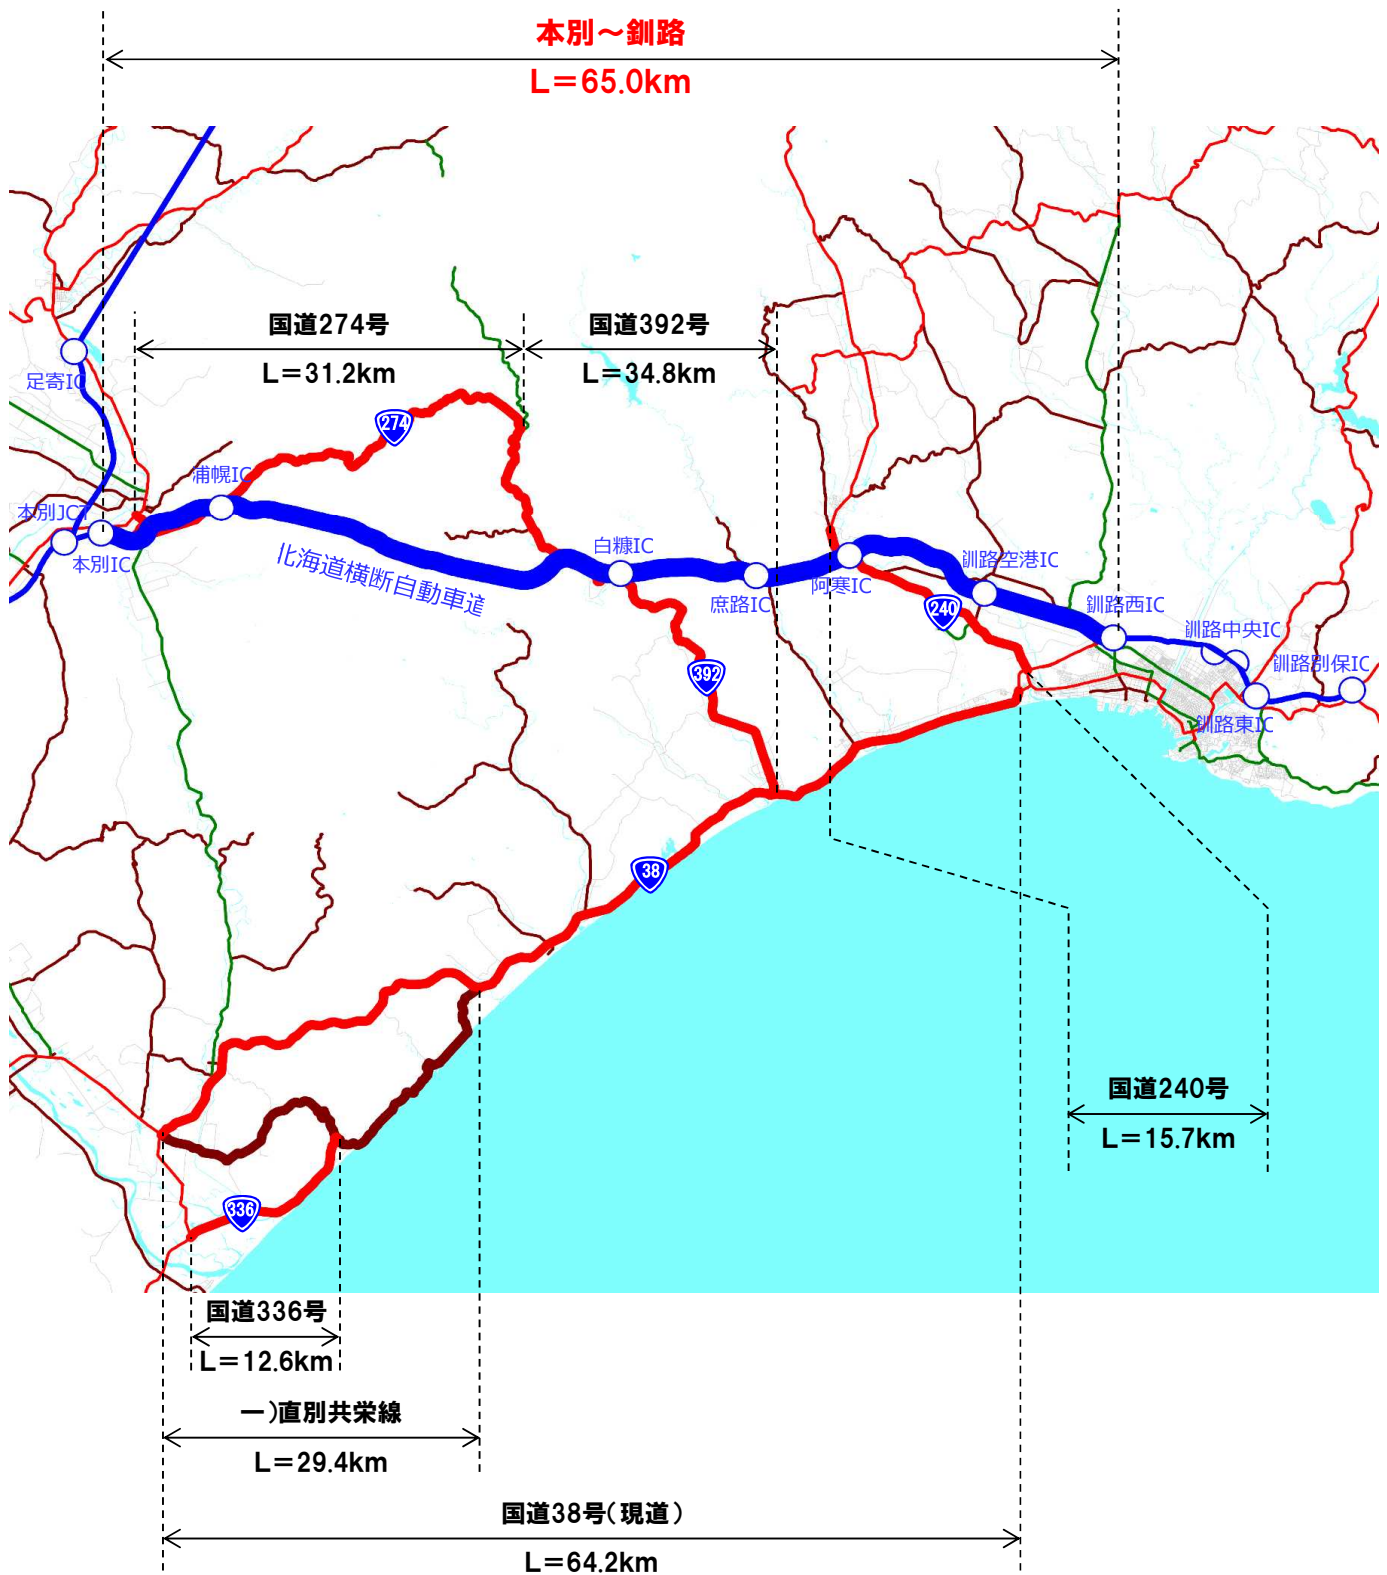 本別～釧路
L＝65.0km
国道274号
L＝31.2km
国道392号
L＝34.8km
足寄IC
274
浦幌IC
本別JCT
本別IC
北海道横断自動車道
白糠IC
庶路IC
阿寒IC
釧路空港IC
240
釧路西IC
釧路中央IC
釧路別保IC
釧路東IC
392
38
国道240号
L＝15.7km
336
国道336号
L＝12.6km
一）直別共栄線
L＝29.4km
国道38号（現道）
L＝64.2km